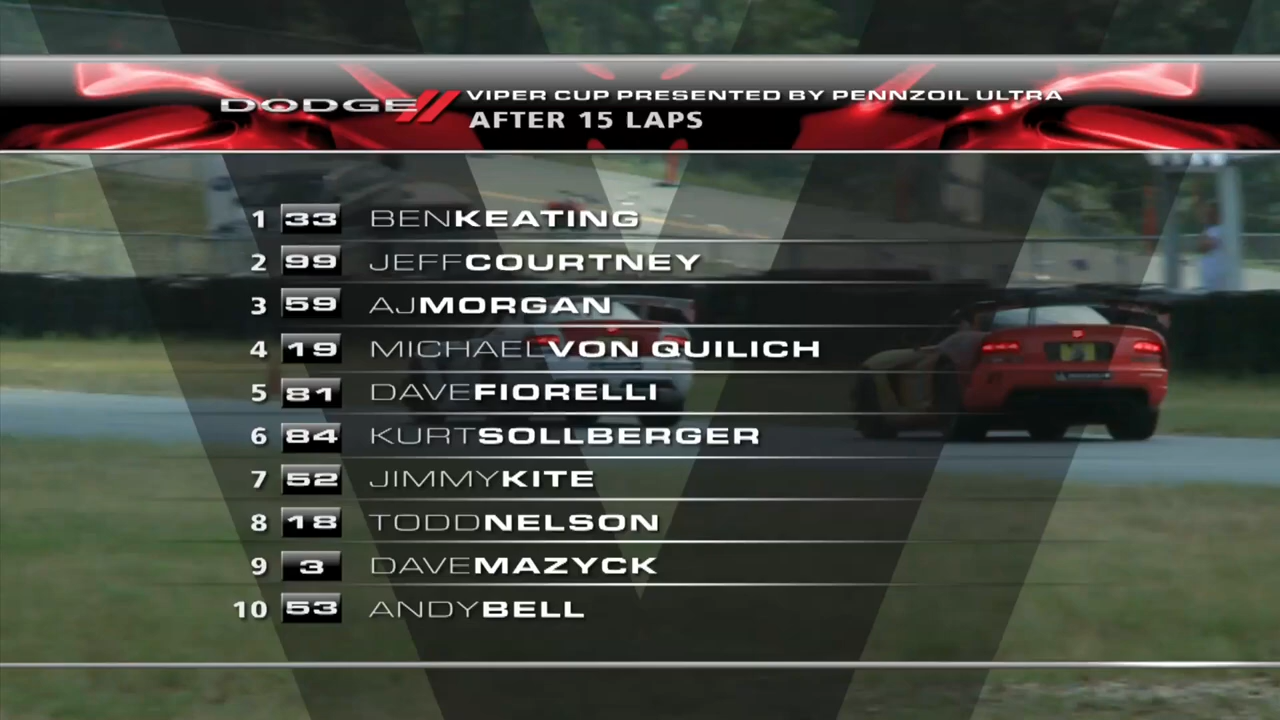 DODGE VIPER CUP PRESENTED BY PENNZOIL ULTRA
AFTER 15 LAPS
1 33 BENKEATING
2 99 JEFFCOURTNEY
3 59 AJMORGAN
4 19 MICHAELVON QUILICH
5 81 DAVEFIORELLI
6 84 KURTSOLLBERGER
7 52 JIMMYKITE
8 18 TODDNELSON
9 3 DAVEMAZYCK
10 53 ANDYBELL